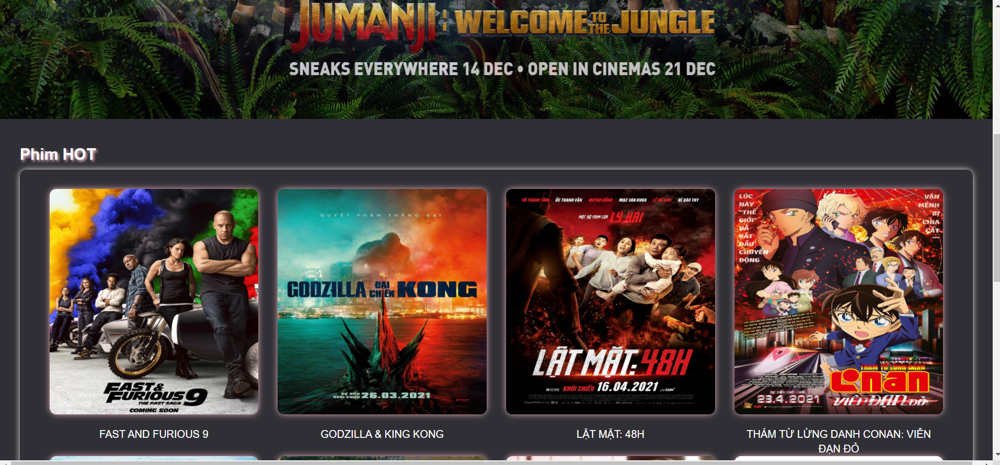 JUMANJI: WELCOME TO THE JUNGLE
SNEAKS EVERYWHERE 14 DEC • OPEN IN CINEMAS 21 DEC
Phim HOT
FAST & FURIOUS 9
THE FAST SAGA
COMING SOON
QUYẾT PHÂN THẮNG BẠI
GODZILLA ĐẠI CHIẾN KONG
DỰ KIẾN
KHỞI CHIẾU 26.03.2021
VÕ THÀNH TÂM ỐC THANH VÂN HUỲNH ĐÔNG MẠC VĂN KHOA LÊ HẠ ANH BÉ BẢO THY
MỘT BỘ PHIM CỦA LÝ HẢI
LẬT MẶT: 48H
KHỞI CHIẾU 16.04.2021
LÚC
NÀY
"THẾ
GIỚI"
ĐÃ
BẮT
ĐẦU
CHUYỂN
ĐỘNG
VẬN
MỆNH
BỊ
CHIA
CẮT
...
THÁM TỬ LỪNG DANH
CONAN
VIÊN ĐẠN ĐỎ
DỰ KIẾN KHỞI CHIẾU
23.4.2021
FAST AND FURIOUS 9
GODZILLA & KING KONG
LẬT MẶT: 48H
THÁM TỪ LỪNG DANH CONAN: VIÊN
ĐẠN ĐỎ